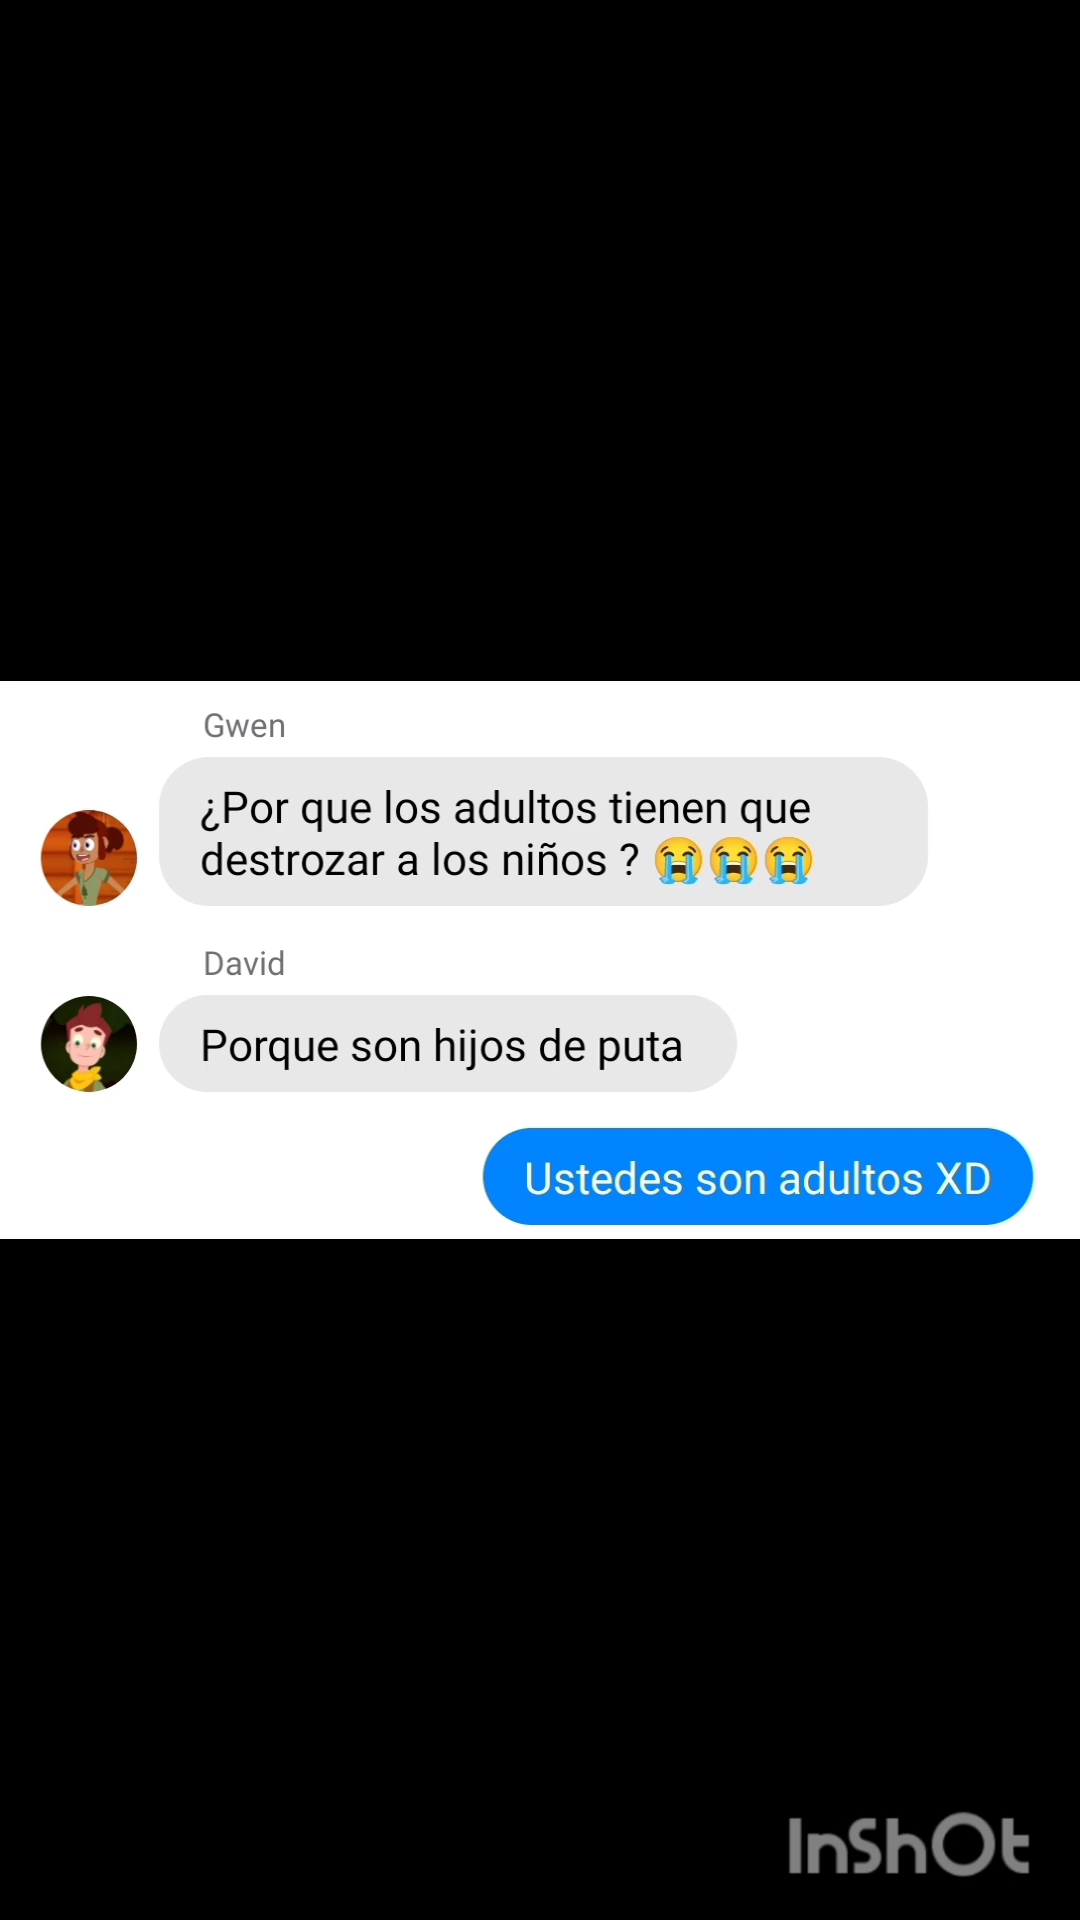 Gwen
¿Por que los adultos tienen que
destrozar a los niños ? 😭😭😭
David
Porque son hijos de puta
Ustedes son adultos XD
InShOt